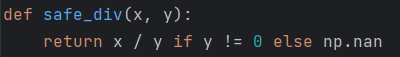 def safe_div(x, y):
    return x / y if y != 0 else np.nan